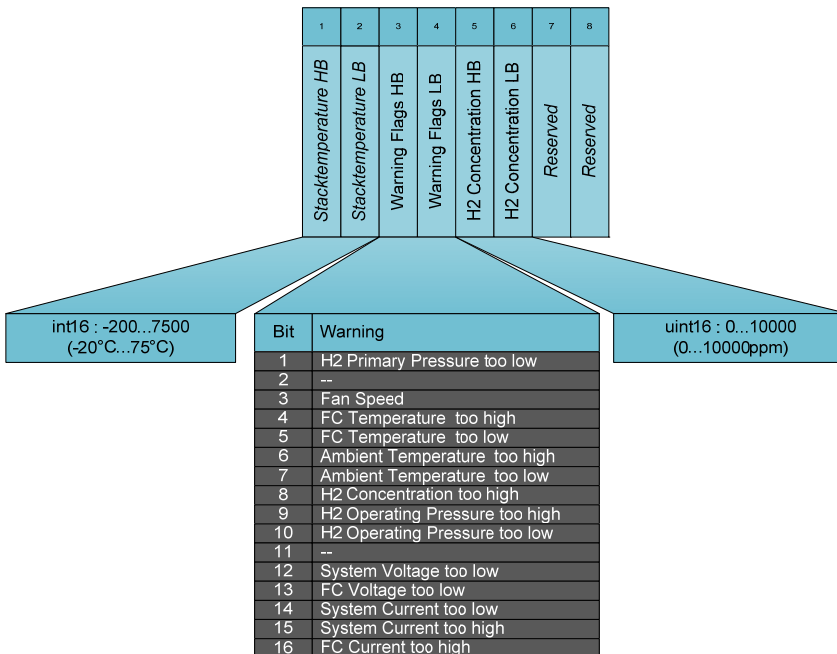 1 2 3 4 5 6 7 8
Stacktemperature HB
Stacktemperature LB
Warning Flags HB
Warning Flags LB
H2 Concentration HB
H2 Concentration LB
Reserved
Reserved
int16 : -200...7500
(-20°C...75°C)
Bit Warning
1 H2 Primary Pressure too low
2 --
3 Fan Speed
4 FC Temperature too high
5 FC Temperature too low
6 Ambient Temperature too high
7 Ambient Temperature too low
8 H2 Concentration too high
9 H2 Operating Pressure too high
10 H2 Operating Pressure too low
11 --
12 System Voltage too low
13 FC Voltage too low
14 System Current too low
15 System Current too high
16 FC Current too high
uint16 : 0...10000
(0...10000ppm)